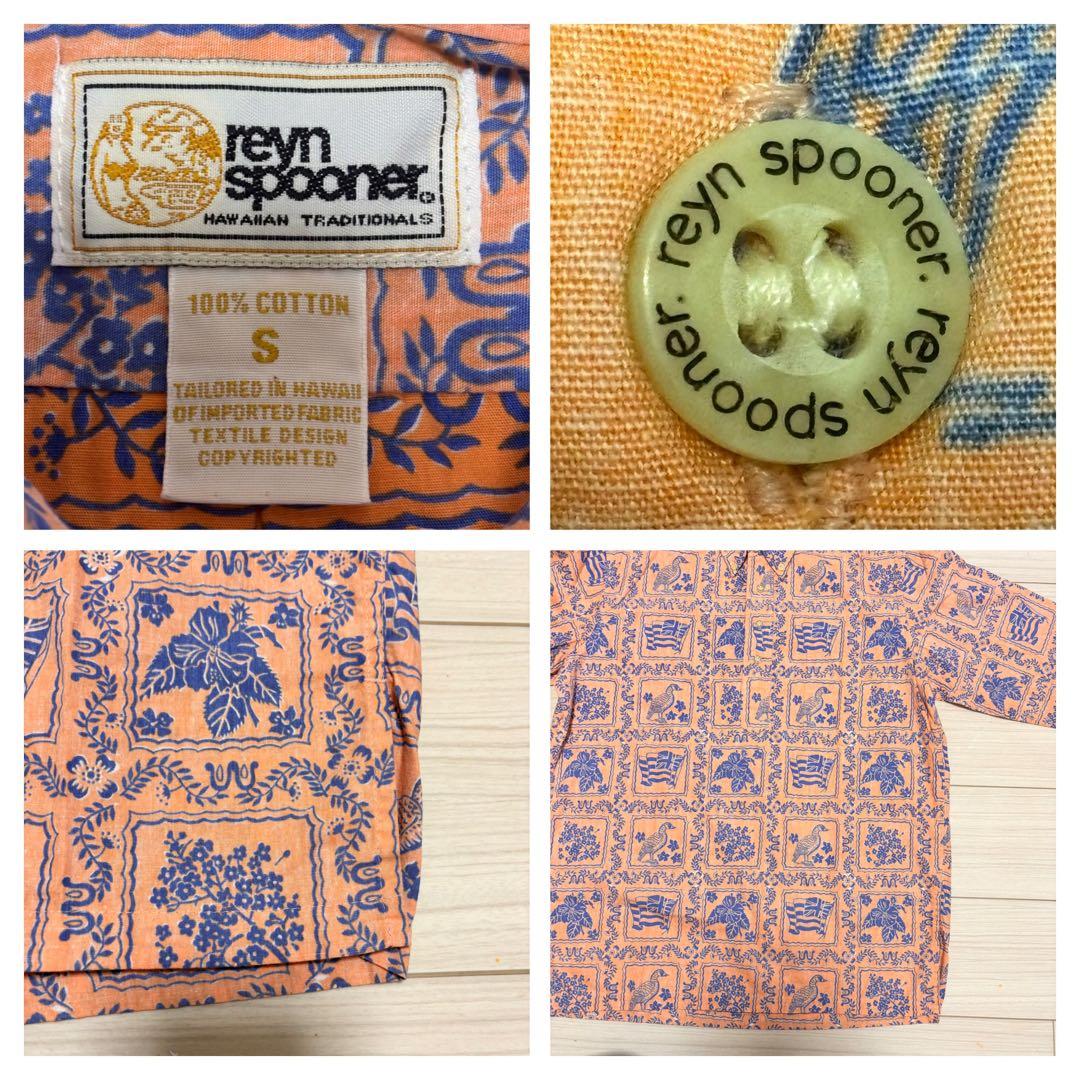 reyn
spooner®
HAWAIIAN TRADITIONALS
100% COTTON
S
TAILORED IN HAWAII
OF IMPORTED FABRIC
TEXTILE DESIGN
COPYRIGHTED
reyn spooner. reyn spooner.